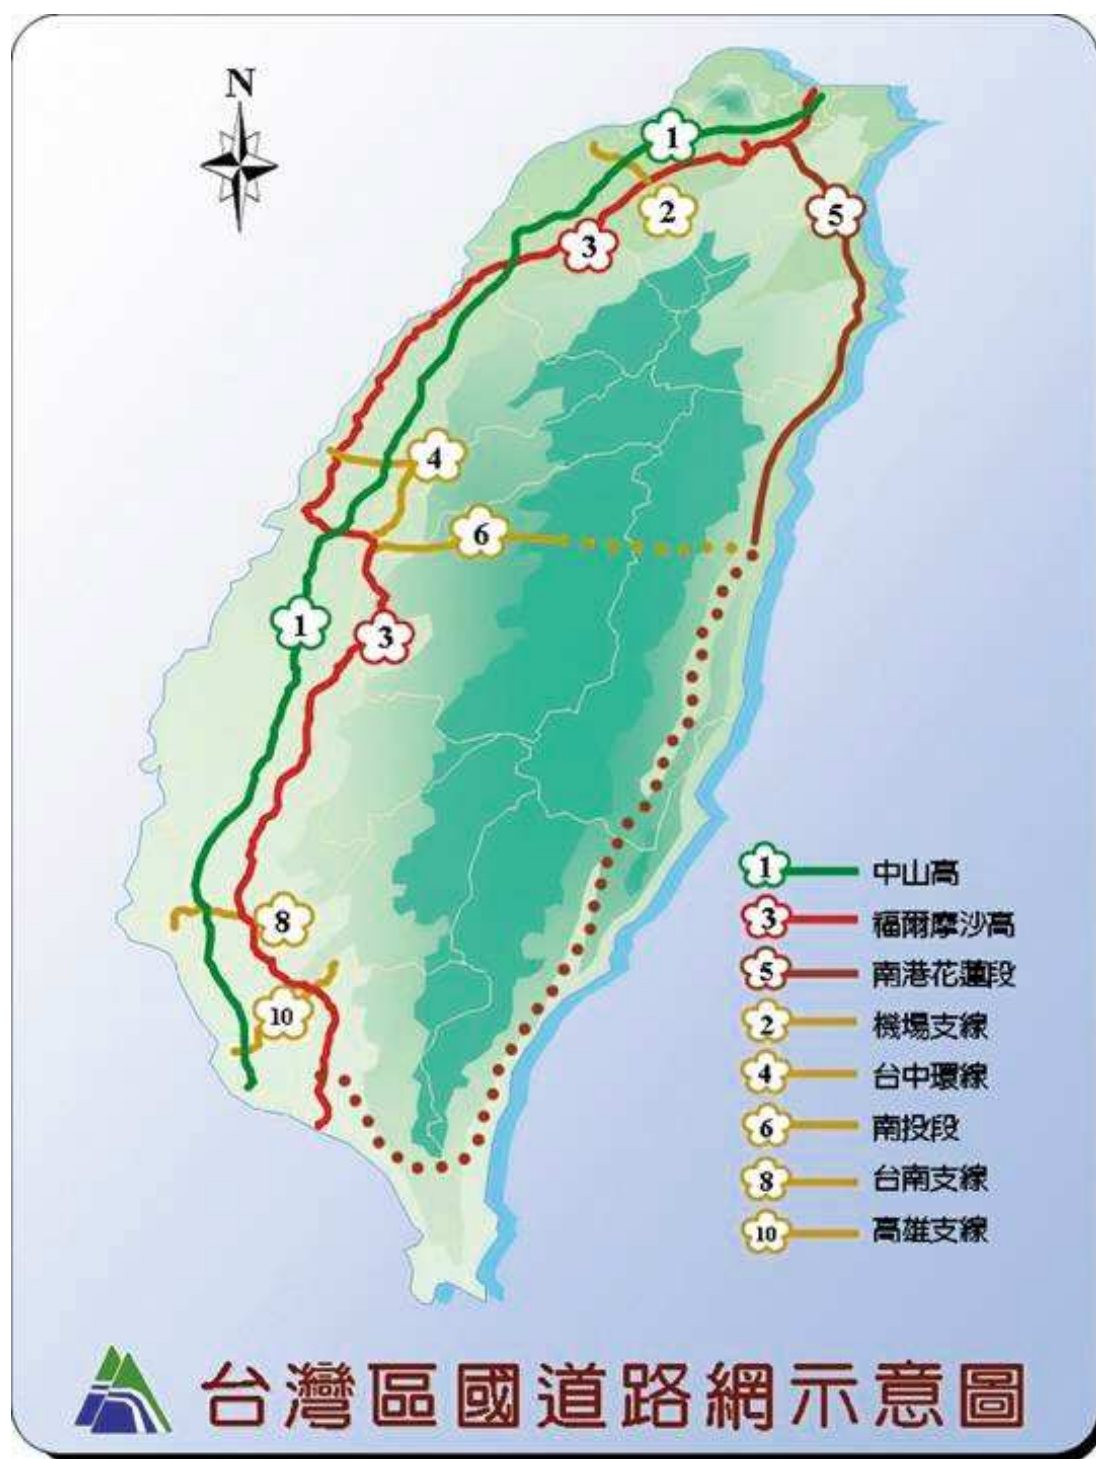 N
1
2
5
3
4
6
1
3
8
10
1 中山高
3 福爾摩沙高
5 南港花蓮段
2 機場支線
4 台中環線
6 南投段
8 台南支線
10 高雄支線
台灣區國道路網示意圖